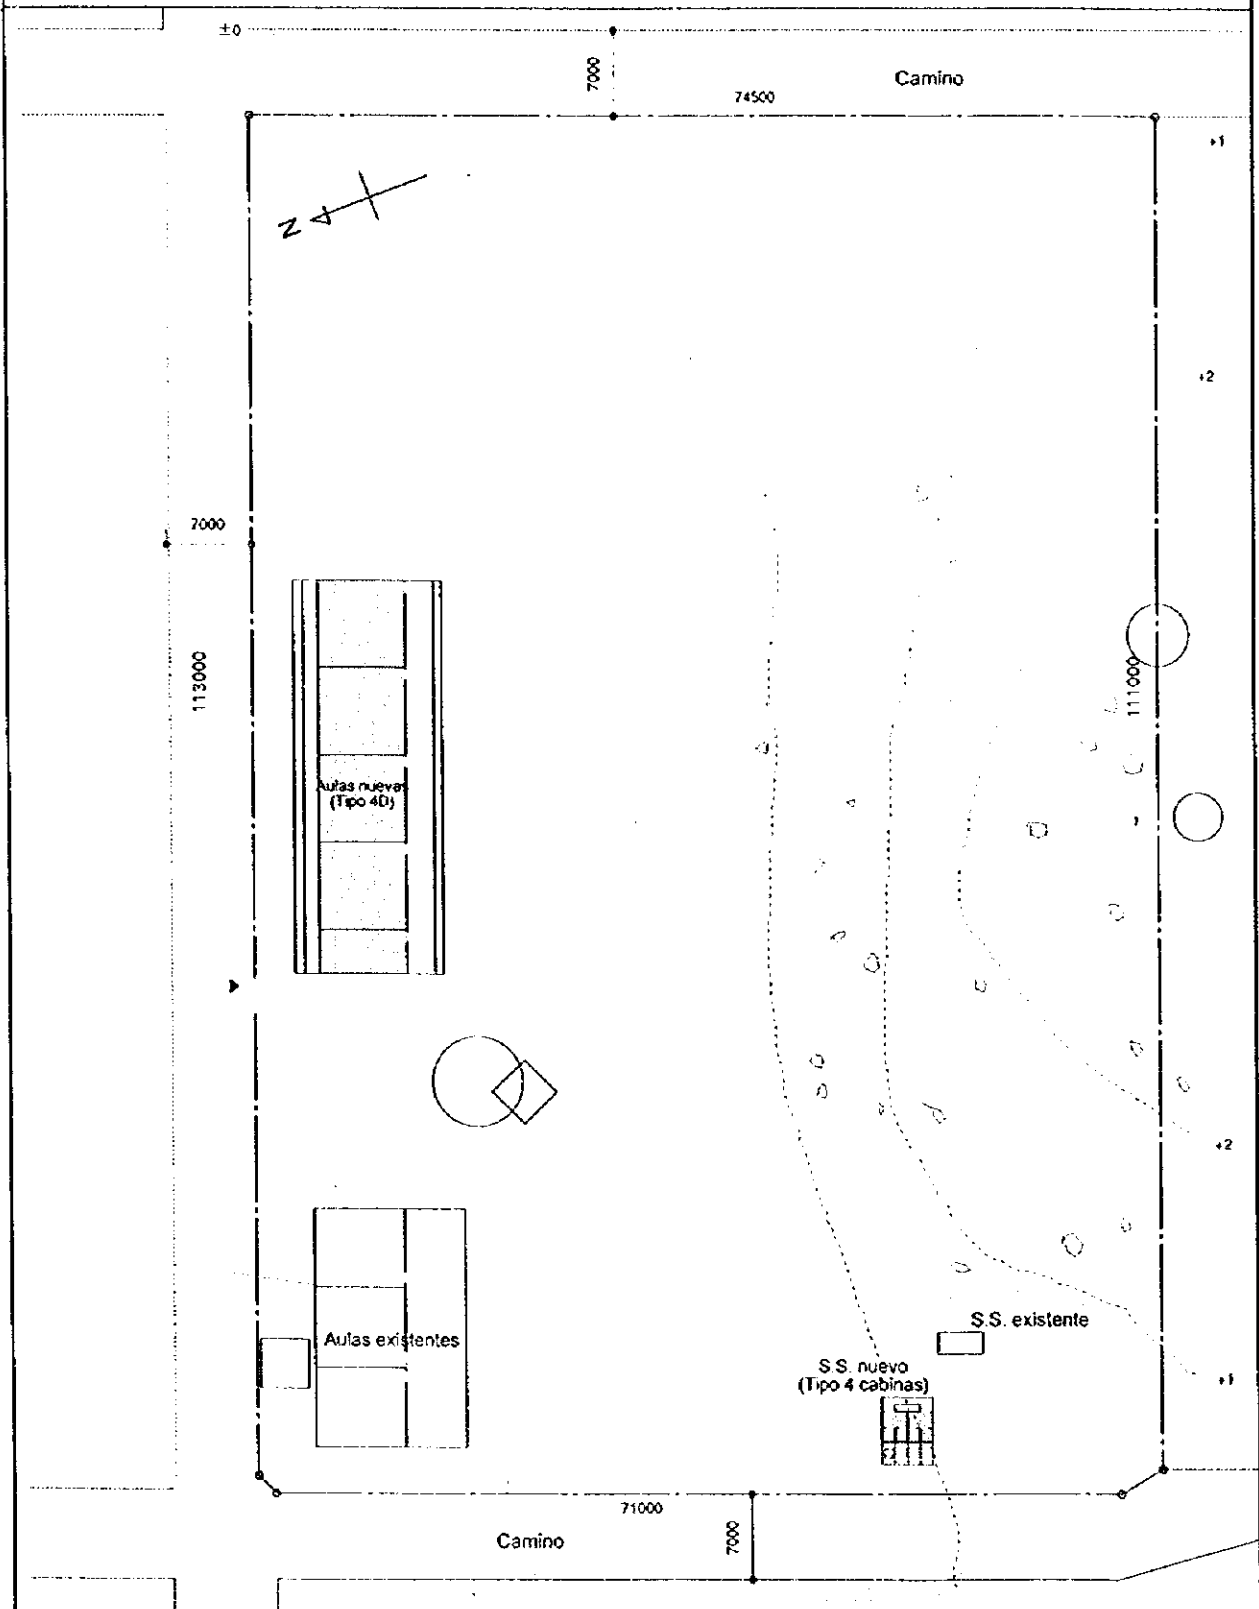 ±0
7000
Camino
74500
+1
N
+2
7000
113000
111000
Aulas nuevas
(Tipo 4D)
+2
S.S. existente
Aulas existentes
S.S. nuevo
(Tipo 4 cabinas)
+1
71000
7000
Camino